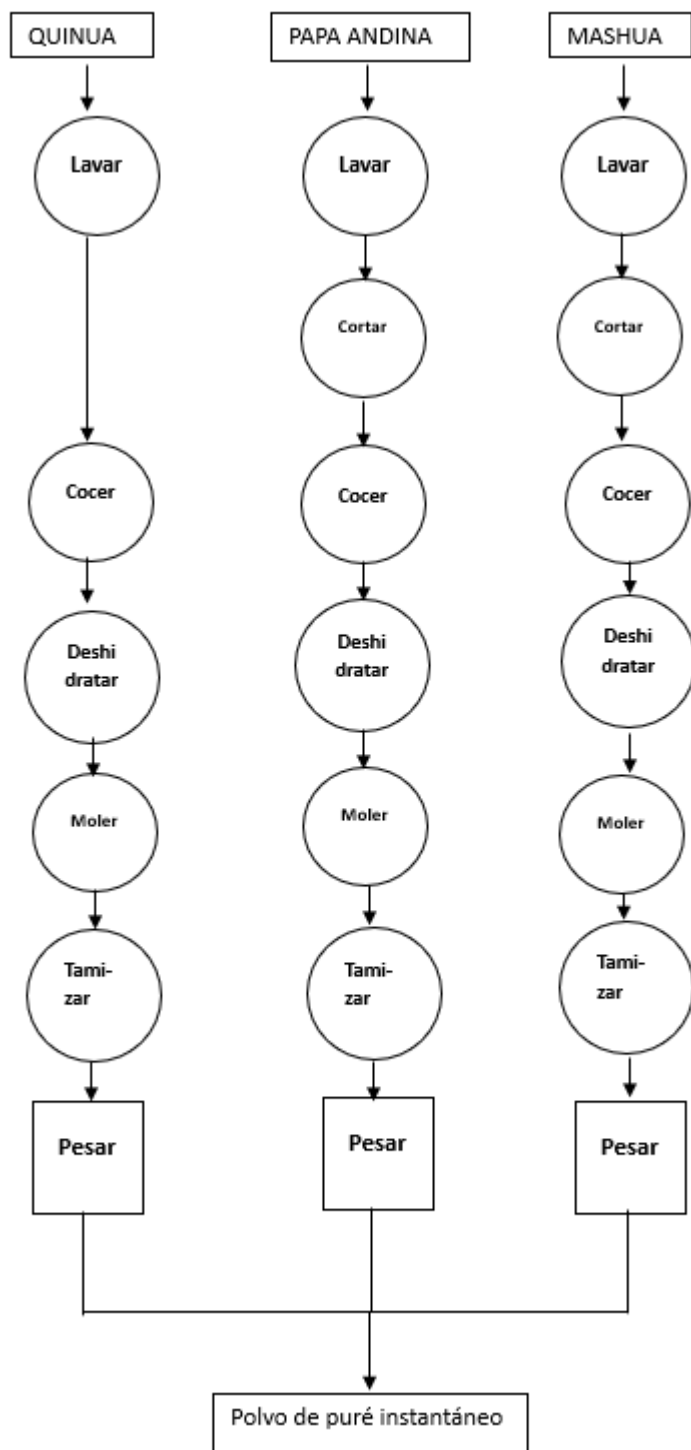 QUINUA
PAPA ANDINA
MASHUA
Lavar
Lavar
Lavar
Cortar
Cortar
Cocer
Cocer
Cocer
Deshi
dratar
Deshi
dratar
Deshi
dratar
Moler
Moler
Moler
Tami-
zar
Tami-
zar
Tami-
zar
Pesar
Pesar
Pesar
Polvo de puré instantáneo